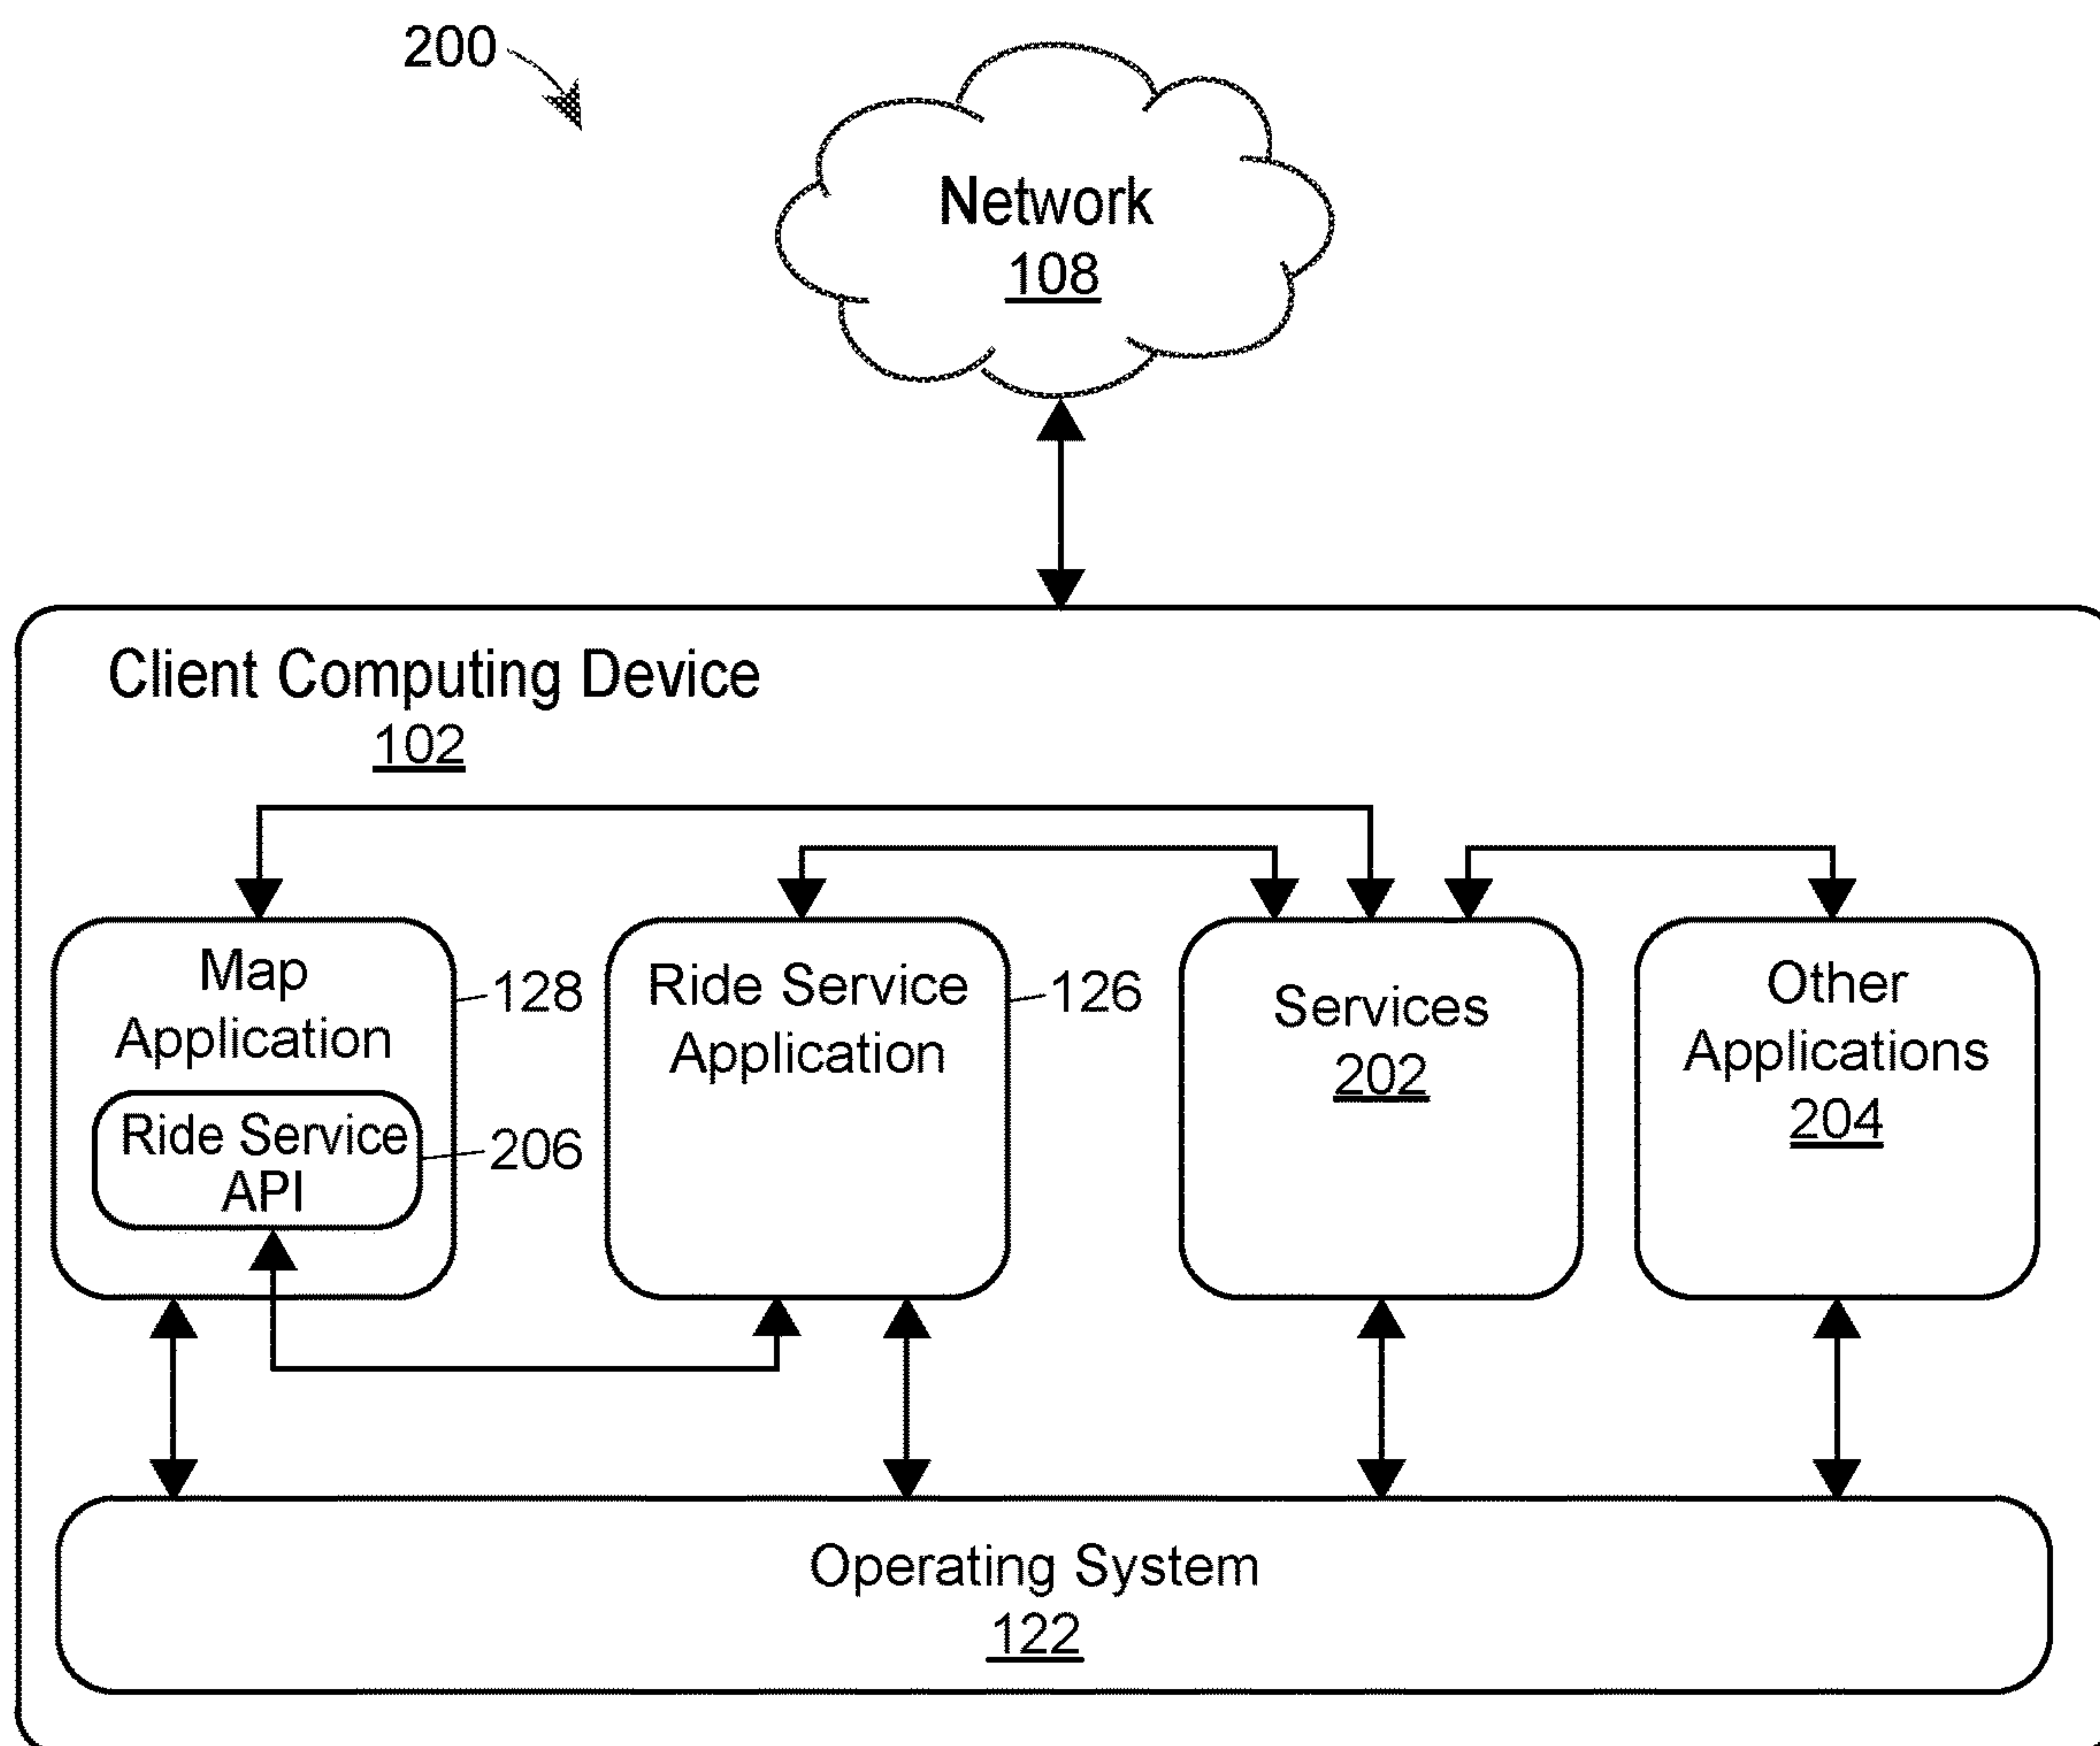 200
Network
108
Client Computing Device
102
Map
Application
128
Ride Service
API
206
Ride Service
Application
126
Services
202
Other
Applications
204
Operating System
122